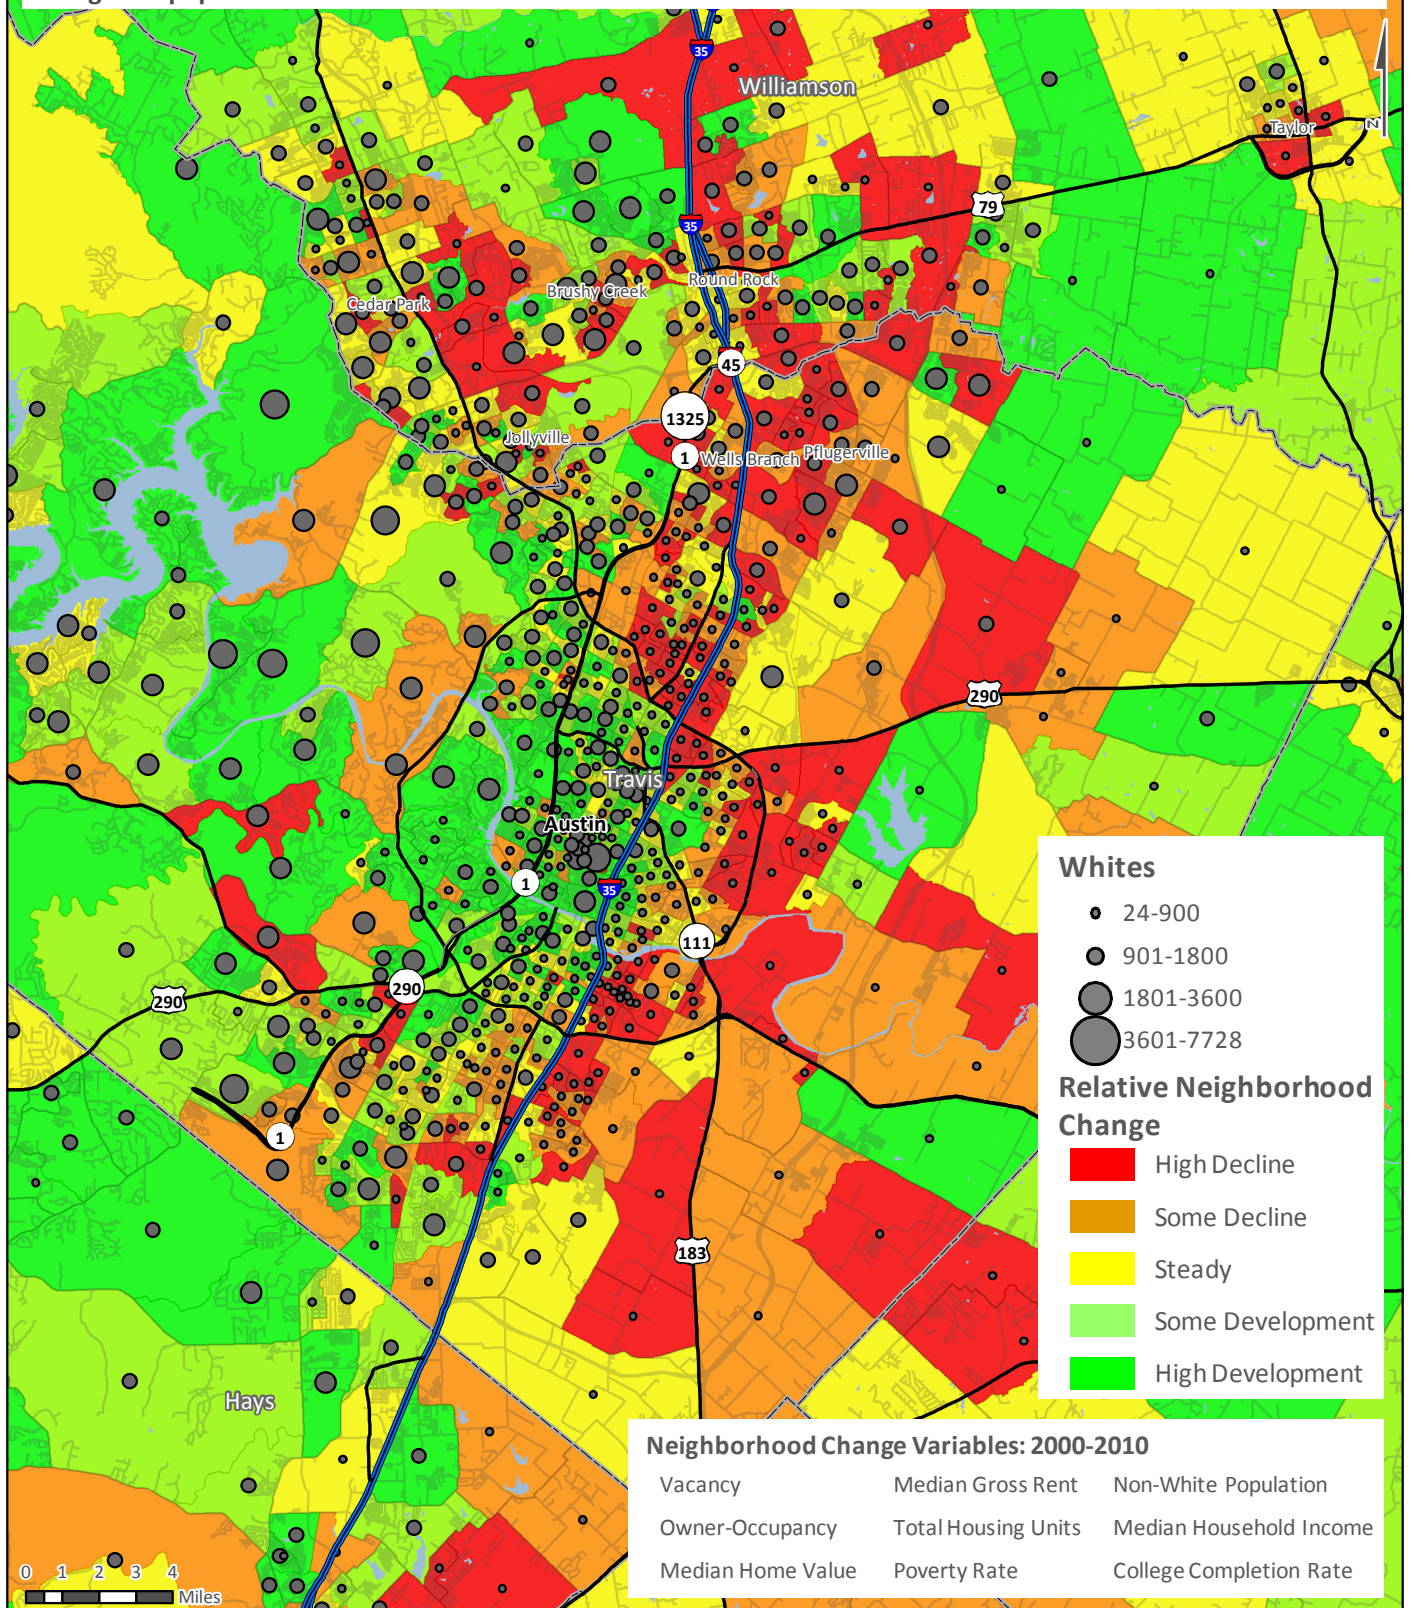 35
Williamson
Taylor
N
79
35
Round Rock
Brushy Creek
Cedar Park
45
1325
Jollyville
1
Wells Branch
Pflugerville
290
Travis
Austin
1
35
111
290
290
1
183
Hays
Whites
24-900
901-1800
1801-3600
3601-7728
Relative Neighborhood
Change
High Decline
Some Decline
Steady
Some Development
High Development
Neighborhood Change Variables: 2000-2010
Vacancy Median Gross Rent Non-White Population
Owner-Occupancy Total Housing Units Median Household Income
Median Home Value Poverty Rate College Completion Rate
0 1 2 3 4
Miles